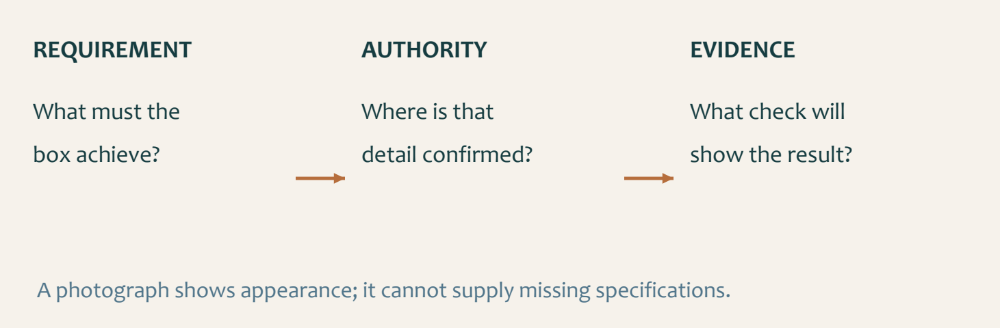 REQUIREMENT
What must the
box achieve?
AUTHORITY
Where is that
detail confirmed?
EVIDENCE
What check will
show the result?
A photograph shows appearance; it cannot supply missing specifications.